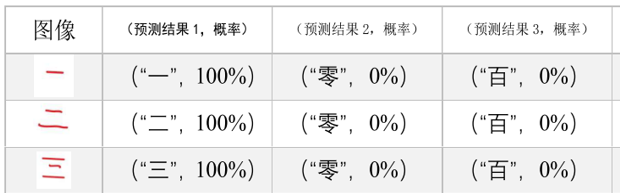 图像 (预测结果1，概率) (预测结果2，概率) (预测结果3，概率)
一 (“一”，100%) (“零”，0%) (“百”，0%)
二 (“二”，100%) (“零”，0%) (“百”，0%)
三 (“三”，100%) (“零”，0%) (“百”，0%)